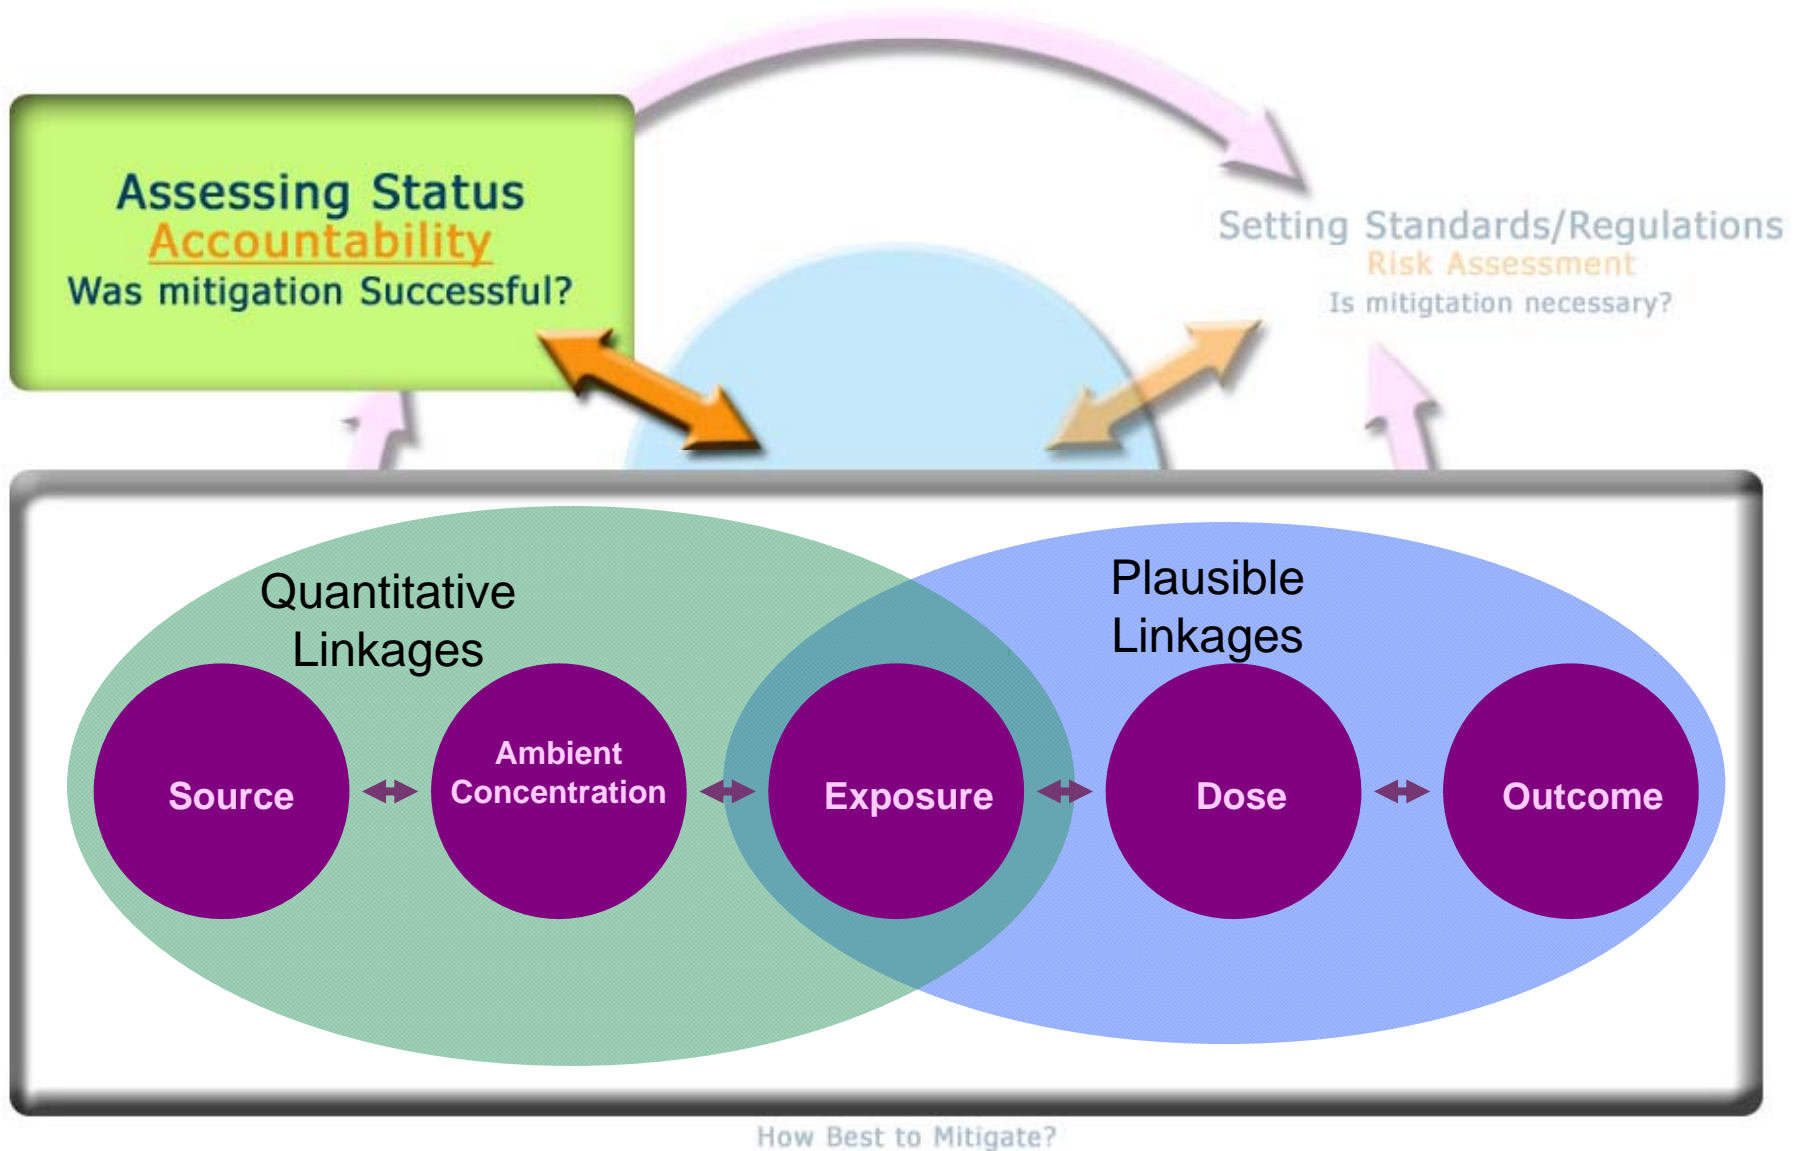 Assessing Status
Accountability
Was mitigation Successful?
Setting Standards/Regulations
Risk Assessment
Is mitigtation necessary?
Quantitative
Linkages
Plausible
Linkages
Source
Ambient
Concentration
Exposure
Dose
Outcome
How Best to Mitigate?